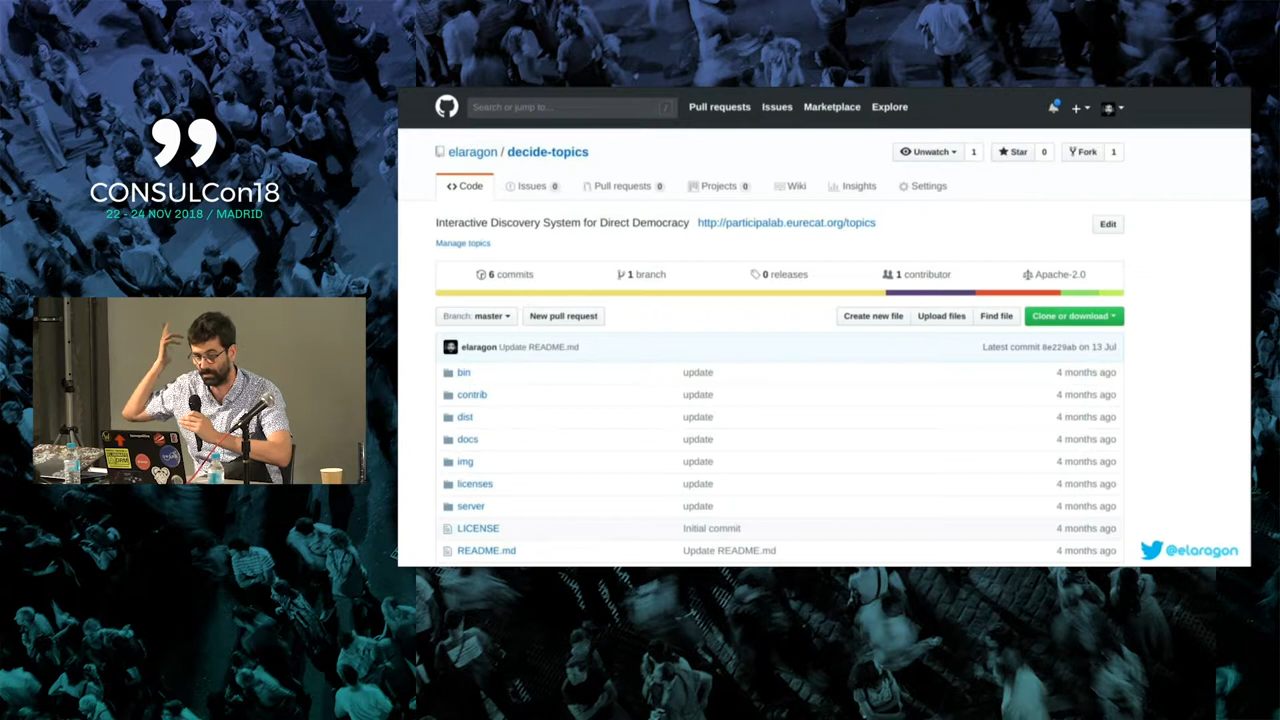 CONSULCon18
22 - 24 NOV 2018 / MADRID
Search or jump to...
/
Pull requests Issues Marketplace Explore
elaragon / decide-topics
Unwatch 1 Star 0 Fork 1
Code Issues 0 Pull requests 0 Projects 0 Wiki Insights Settings
Interactive Discovery System for Direct Democracy http://participalab.eurecat.org/topics
Edit
Manage topics
6 commits 1 branch 0 releases 1 contributor Apache-2.0
Branch: master New pull request Create new file Upload files Find file Clone or download
elaragon Update README.md Latest commit 8e229ab on 13 Jul
bin update 4 months ago
contrib update 4 months ago
dist update 4 months ago
docs update 4 months ago
img update 4 months ago
licenses update 4 months ago
server update 4 months ago
LICENSE Initial commit 4 months ago
README.md Update README.md 4 months ago
@elaragon